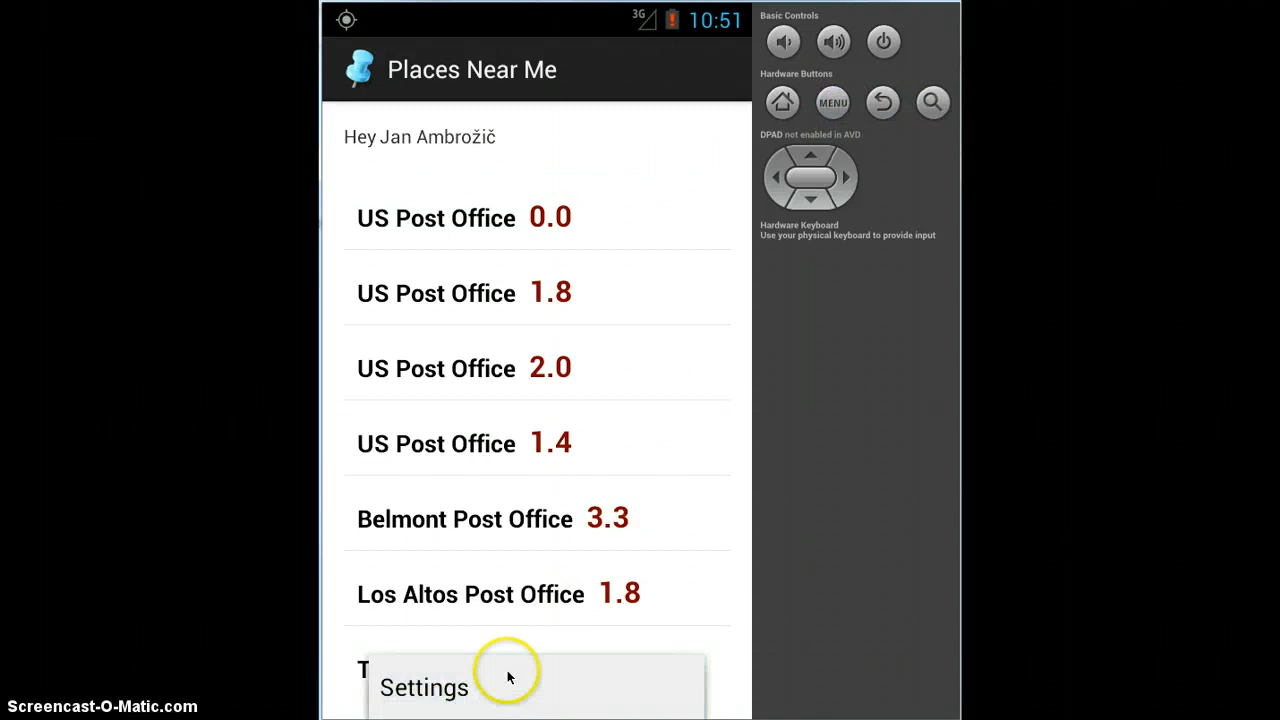 3G 10:51
Places Near Me
Hey Jan Ambrožič
US Post Office 0.0
US Post Office 1.8
US Post Office 2.0
US Post Office 1.4
Belmont Post Office 3.3
Los Altos Post Office 1.8
T
Settings
Basic Controls
Hardware Buttons
MENU
DPAD not enabled in AVD
Hardware Keyboard
Use your physical keyboard to provide input
Screencast-O-Matic.com